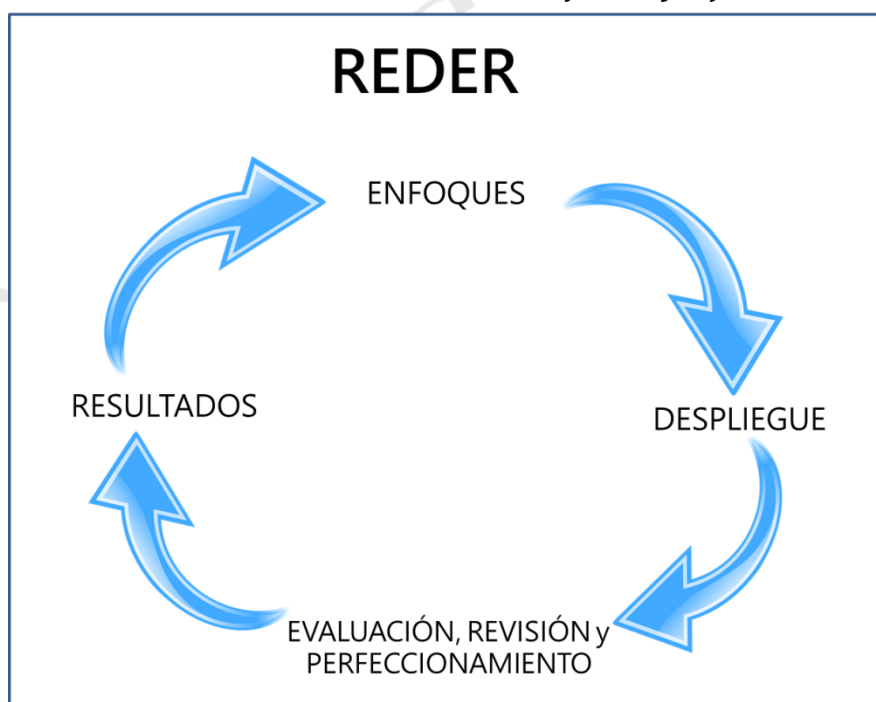 REDER
ENFOQUES
DESPLIEGUE
EVALUACIÓN, REVISIÓN y
PERFECCIONAMIENTO
RESULTADOS